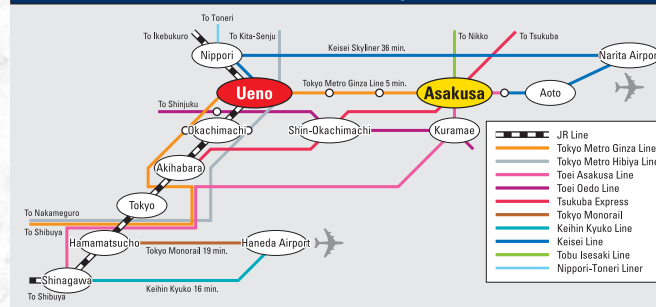 To Toneri
To Ikebukuro
To Kita-Senju
To Nikko
To Tsukuba
Nippori
Keisei Skyliner 36 min.
Narita Airpor
Ueno
Tokyo Metro Ginza Line 5 min.
Asakusa
Aoto
To Shinjuku
Okachimachi
Shin-Okachimachi
Kuramae
Akihabara
Tokyo
To Nakameguro
To Shibuya
Hamamatsucho
Tokyo Monorail 19 min.
Haneda Airport
Shinagawa
To Shibuya
Keihin Kyuko 16 min.
JR Line
Tokyo Metro Ginza Line
Tokyo Metro Hibiya Line
Toei Asakusa Line
Toei Oedo Line
Tsukuba Express
Tokyo Monorail
Keihin Kyuko Line
Keisei Line
Tobu Isesaki Line
Nippori-Toneri Liner